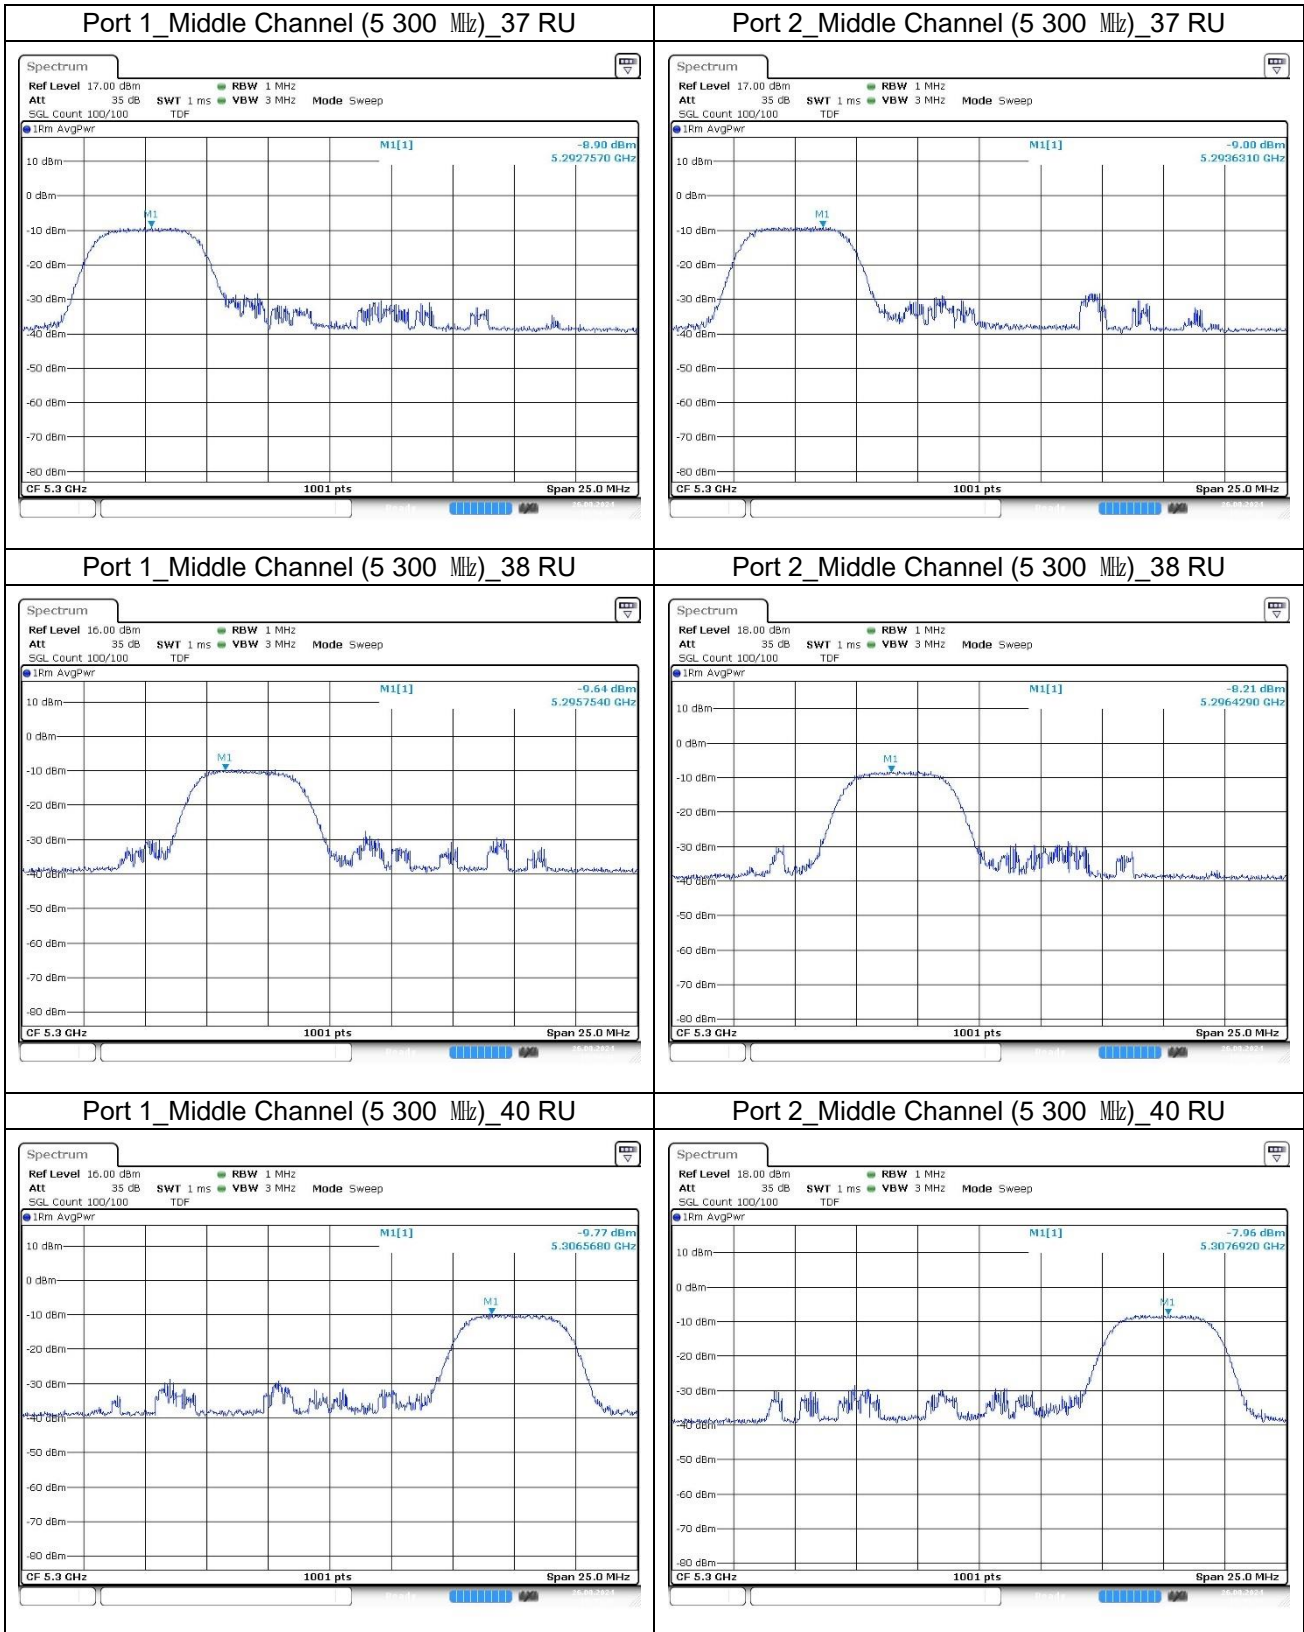 Port 1_Middle Channel (5 300 ㎒)_37 RU
Port 2_Middle Channel (5 300 ㎒)_37 RU
Spectrum
Ref Level 17.00 dBm RBW 1 MHz
Att 35 dB SWT 1 ms VBW 3 MHz Mode Sweep
SGL Count 100/100 TDF
1Rm AvgPwr
M1[1] -8.90 dBm
5.2927570 GHz
10 dBm
0 dBm
M1
-10 dBm
-20 dBm
-30 dBm
-40 dBm
-50 dBm
-60 dBm
-70 dBm
-80 dBm
CF 5.3 GHz 1001 pts Span 25.0 MHz
Spectrum
Ref Level 17.00 dBm RBW 1 MHz
Att 35 dB SWT 1 ms VBW 3 MHz Mode Sweep
SGL Count 100/100 TDF
1Rm AvgPwr
M1[1] -9.00 dBm
5.2936310 GHz
10 dBm
0 dBm
M1
-10 dBm
-20 dBm
-30 dBm
-40 dBm
-50 dBm
-60 dBm
-70 dBm
-80 dBm
CF 5.3 GHz 1001 pts Span 25.0 MHz
Port 1_Middle Channel (5 300 ㎒)_38 RU
Port 2_Middle Channel (5 300 ㎒)_38 RU
Spectrum
Ref Level 16.00 dBm RBW 1 MHz
Att 35 dB SWT 1 ms VBW 3 MHz Mode Sweep
SGL Count 100/100 TDF
1Rm AvgPwr
M1[1] -9.64 dBm
5.2957540 GHz
10 dBm
0 dBm
M1
-10 dBm
-20 dBm
-30 dBm
-40 dBm
-50 dBm
-60 dBm
-70 dBm
-80 dBm
CF 5.3 GHz 1001 pts Span 25.0 MHz
Spectrum
Ref Level 18.00 dBm RBW 1 MHz
Att 35 dB SWT 1 ms VBW 3 MHz Mode Sweep
SGL Count 100/100 TDF
1Rm AvgPwr
M1[1] -8.21 dBm
5.2964290 GHz
10 dBm
0 dBm
M1
-10 dBm
-20 dBm
-30 dBm
-40 dBm
-50 dBm
-60 dBm
-70 dBm
-80 dBm
CF 5.3 GHz 1001 pts Span 25.0 MHz
Port 1_Middle Channel (5 300 ㎒)_40 RU
Port 2_Middle Channel (5 300 ㎒)_40 RU
Spectrum
Ref Level 16.00 dBm RBW 1 MHz
Att 35 dB SWT 1 ms VBW 3 MHz Mode Sweep
SGL Count 100/100 TDF
1Rm AvgPwr
M1[1] -9.77 dBm
5.3065680 GHz
10 dBm
0 dBm
M1
-10 dBm
-20 dBm
-30 dBm
-40 dBm
-50 dBm
-60 dBm
-70 dBm
-80 dBm
CF 5.3 GHz 1001 pts Span 25.0 MHz
Spectrum
Ref Level 18.00 dBm RBW 1 MHz
Att 35 dB SWT 1 ms VBW 3 MHz Mode Sweep
SGL Count 100/100 TDF
1Rm AvgPwr
M1[1] -7.96 dBm
5.3076920 GHz
10 dBm
0 dBm
M1
-10 dBm
-20 dBm
-30 dBm
-40 dBm
-50 dBm
-60 dBm
-70 dBm
-80 dBm
CF 5.3 GHz 1001 pts Span 25.0 MHz